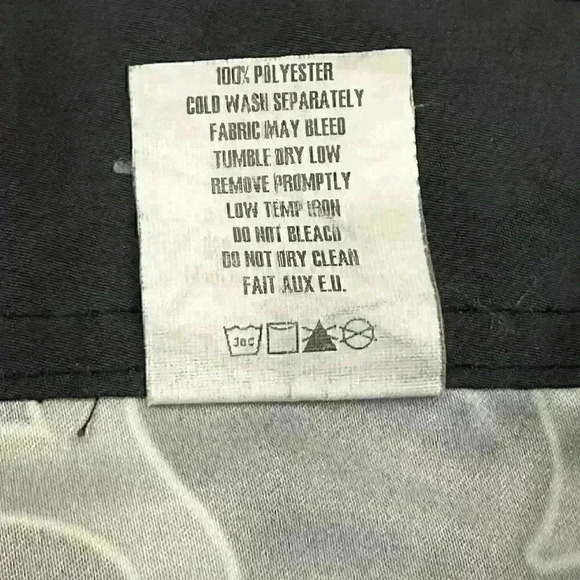 100% POLYESTER
COLD WASH SEPARATELY
FABRIC MAY BLEED
TUMBLE DRY LOW
REMOVE PROMPTLY
LOW TEMP IRON
DO NOT BLEACH
DO NOT DRY CLEAN
FAIT AUX E.U.